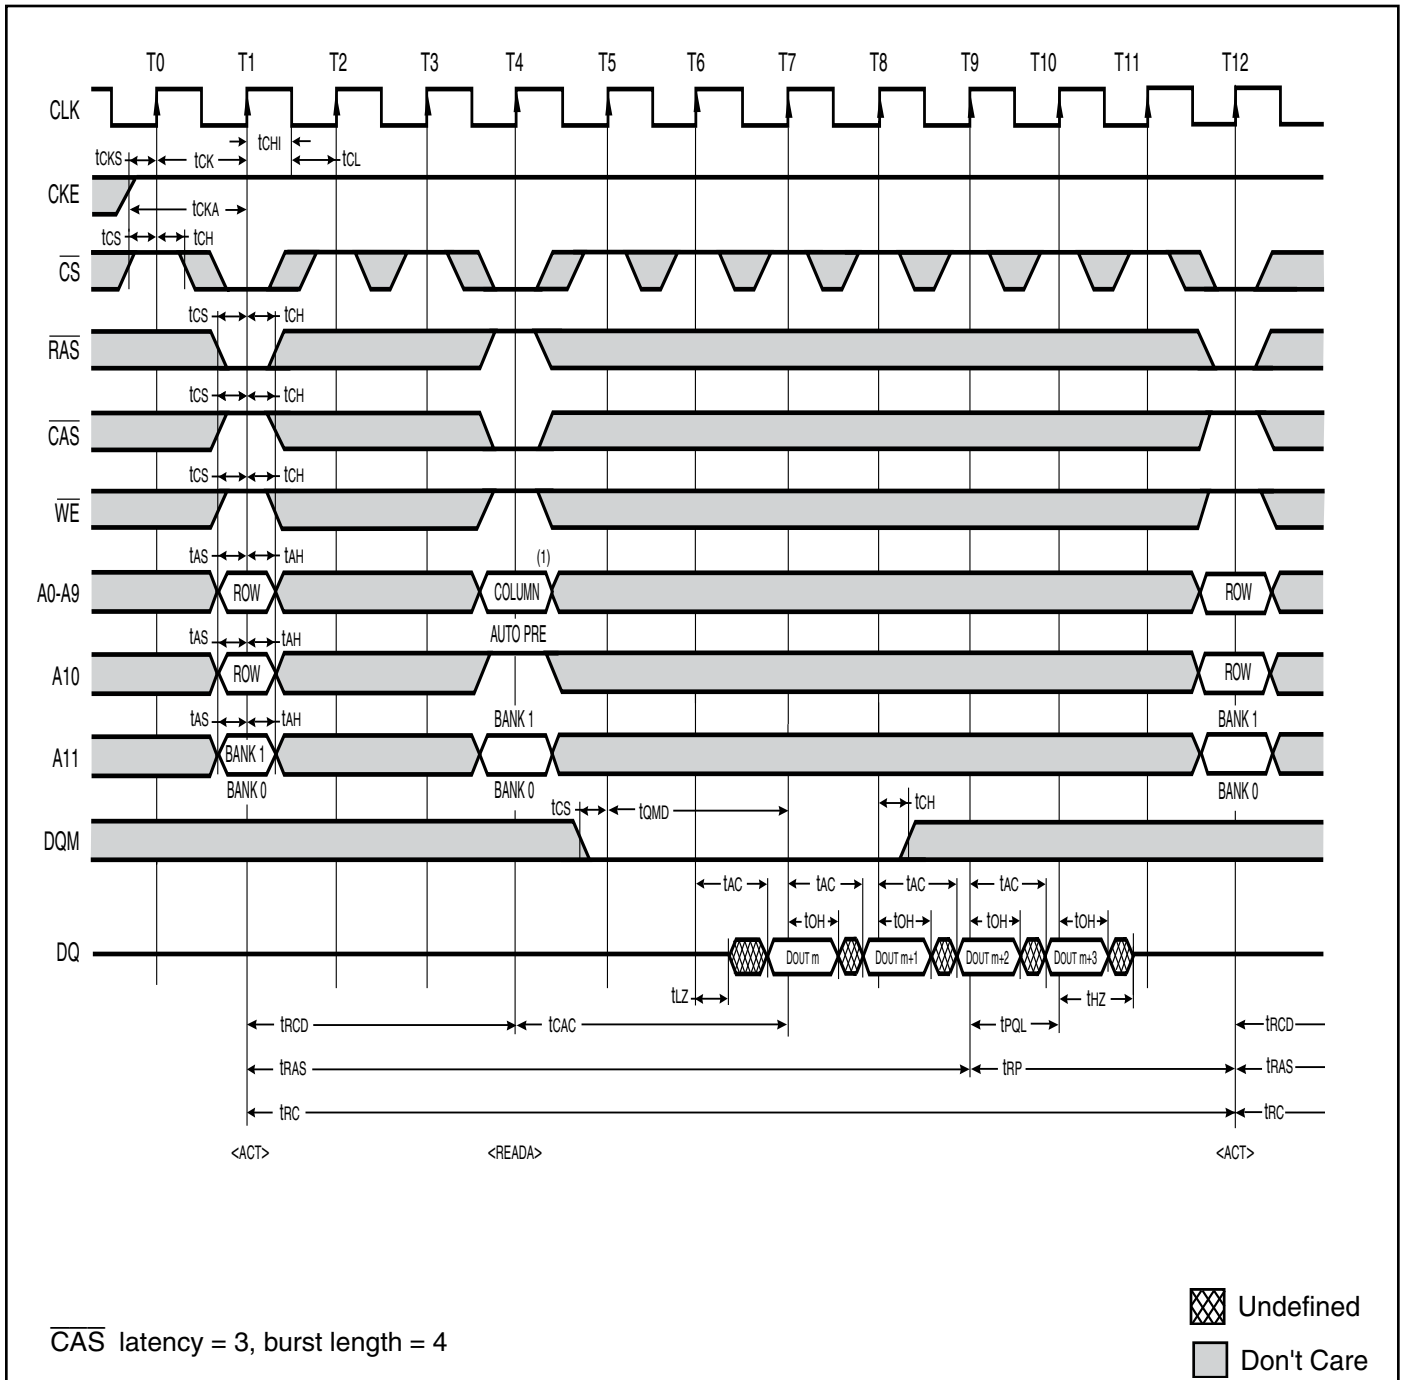 T0 T1 T2 T3 T4 T5 T6 T7 T8 T9 T10 T11 T12
CLK
tCHI
tCKS tCK tCL
CKE
tCKA
tCS tCH
CS
tCS tCH
RAS
tCS tCH
CAS
tCS tCH
WE
tAS tAH (1)
A0-A9 ROW COLUMN ROW
AUTO PRE
tAS tAH
A10 ROW ROW
tAS tAH BANK 1 BANK 1
A11 BANK 1
BANK 0 BANK 0 BANK 0
tCS tQMD tCH
DQM
tAC tAC tAC tAC
tOH tOH tOH tOH
DQ DOUT m DOUT m+1 DOUT m+2 DOUT m+3
tLZ tHZ
tRCD tCAC tPQL tRCD
tRAS tRP tRAS
tRC tRC
<ACT> <READA> <ACT>
Undefined
CAS latency = 3, burst length = 4
Don't Care